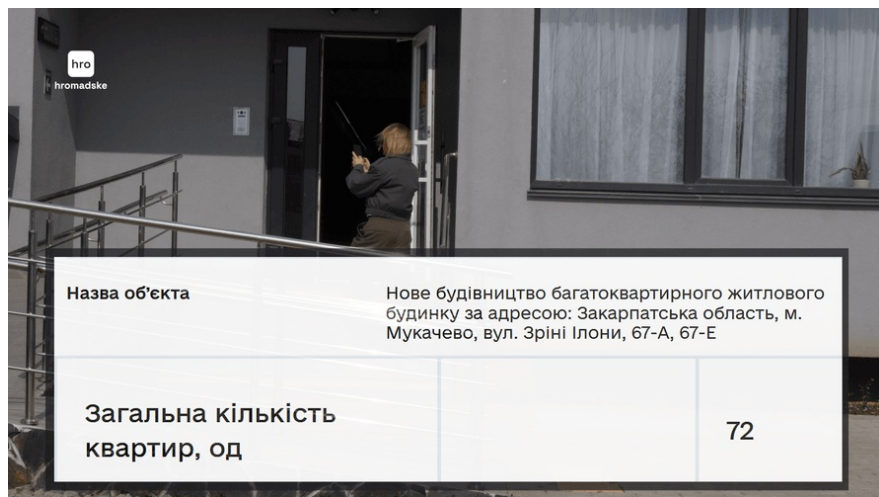 hro
hromadske
Назва об’єкта
Нове будівництво багатоквартирного житлового
будинку за адресою: Закарпатська область, м.
Мукачево, вул. Зріні Ілони, 67-А, 67-Е
Загальна кількість
квартир, од
72